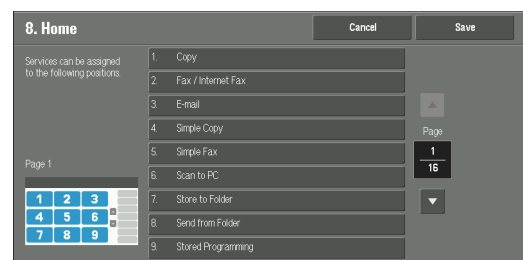 8. Home
Cancel
Save
Services can be assigned
to the following positions
1. Copy
2. Fax / Internet Fax
3. E-mail
4. Simple Copy
5. Simple Fax
6. Scan to PC
7. Store to Folder
8. Send from Folder
9. Stored Programming
Page
1
16
Page 1
1 2 3
4 5 6
7 8 9